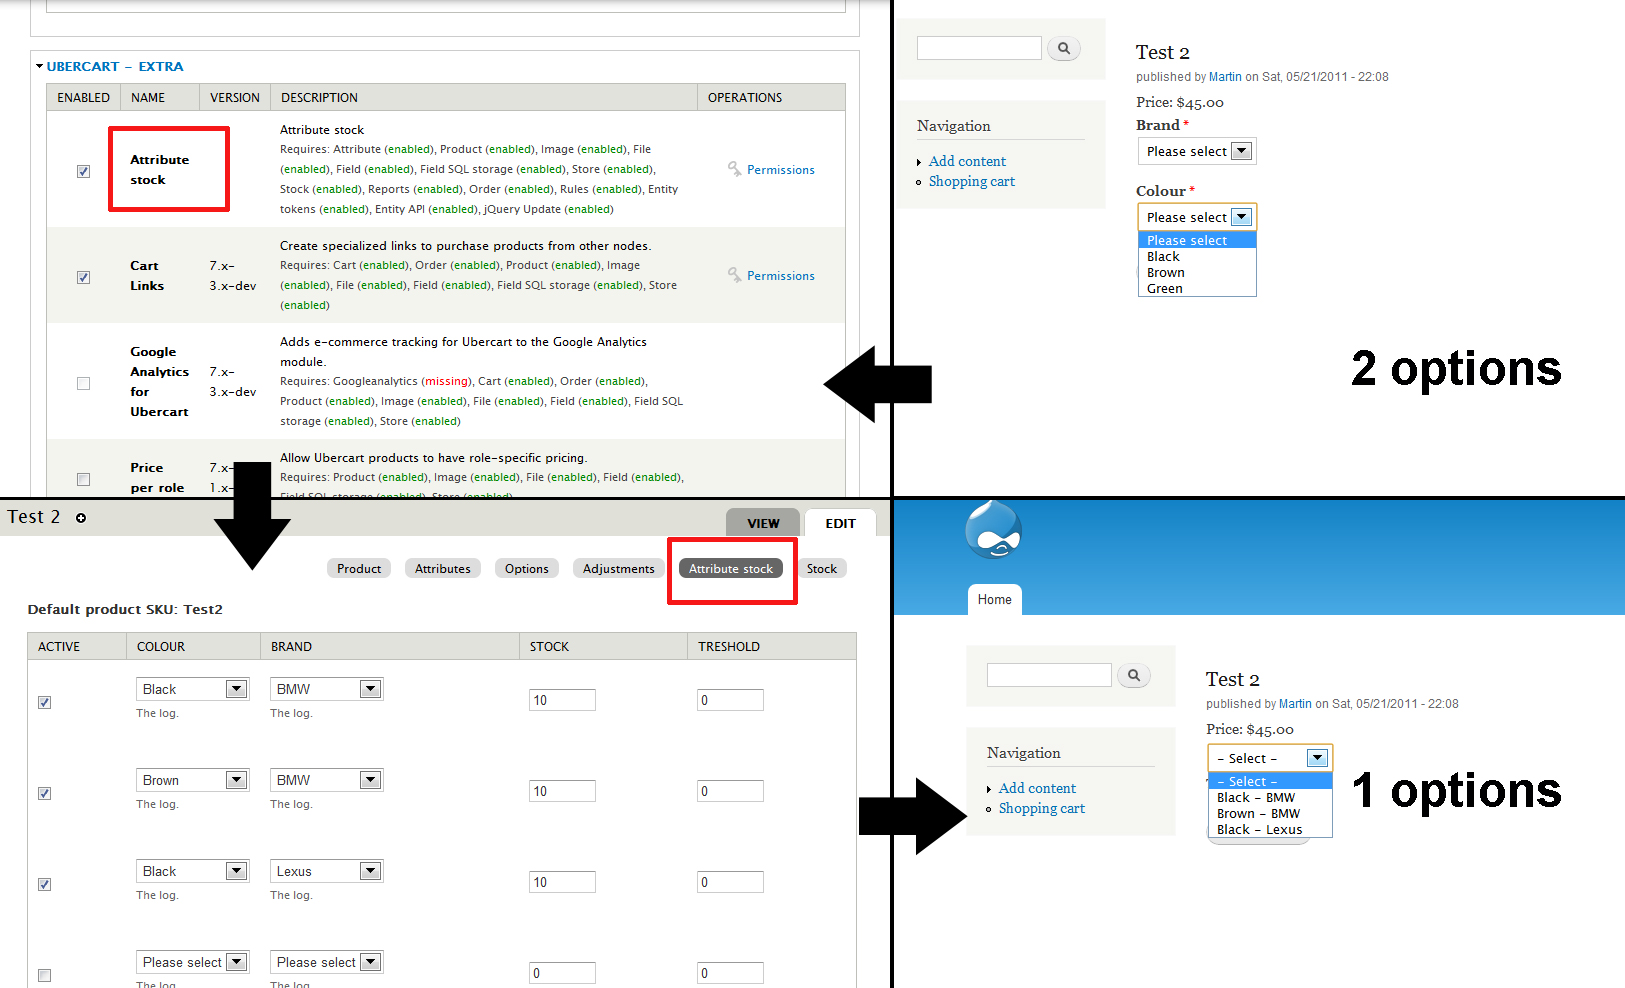 UBERCART – EXTRA
ENABLED NAME VERSION DESCRIPTION OPERATIONS
Attribute stock
Attribute stock
Requires: Attribute (enabled), Product (enabled), Image (enabled), File
(enabled), Field (enabled), Field SQL storage (enabled), Store (enabled),
Stock (enabled), Reports (enabled), Order (enabled), Rules (enabled), Entity
tokens (enabled), Entity API (enabled), jQuery Update (enabled)
Permissions
Cart Links
7.x-3.x-dev
Create specialized links to purchase products from other nodes.
Requires: Cart (enabled), Order (enabled), Product (enabled), Image
(enabled), File (enabled), Field (enabled), Field SQL storage (enabled), Store
(enabled)
Permissions
Google Analytics for Ubercart
7.x-3.x-dev
Adds e-commerce tracking for Ubercart to the Google Analytics
module.
Requires: Googleanalytics (missing), Cart (enabled), Order (enabled),
Product (enabled), Image (enabled), File (enabled), Field (enabled), Field SQL
storage (enabled), Store (enabled)
Price per role
7.x-
1.x-
Allow Ubercart products to have role-specific pricing.
Requires: Product (enabled), Image (enabled), File (enabled), Field (enabled),
Field SQL storage (enabled), Store (enabled)
Navigation
Add content
Shopping cart
Test 2
published by Martin on Sat, 05/21/2011 - 22:08
Price: $45.00
Brand *
Please select
Colour *
Please select
Please select
Black
Brown
Green
2 options
Test 2
VIEW EDIT
Product Attributes Options Adjustments Attribute stock Stock
Default product SKU: Test2
ACTIVE COLOUR BRAND STOCK TRESHOLD
Black BMW 10 0
The log. The log.
Brown BMW 10 0
The log. The log.
Black Lexus 10 0
The log. The log.
Please select Please select 0 0
The log. The log.
Home
Navigation
Add content
Shopping cart
Test 2
published by Martin on Sat, 05/21/2011 - 22:08
Price: $45.00
– Select –
– Select –
Black – BMW
Brown – BMW
Black – Lexus
1 options